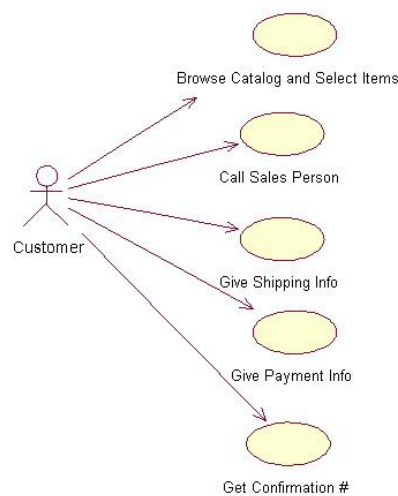 Browse Catalog and Select Items
Call Sales Person
Customer
Give Shipping Info
Give Payment Info
Get Confirmation #